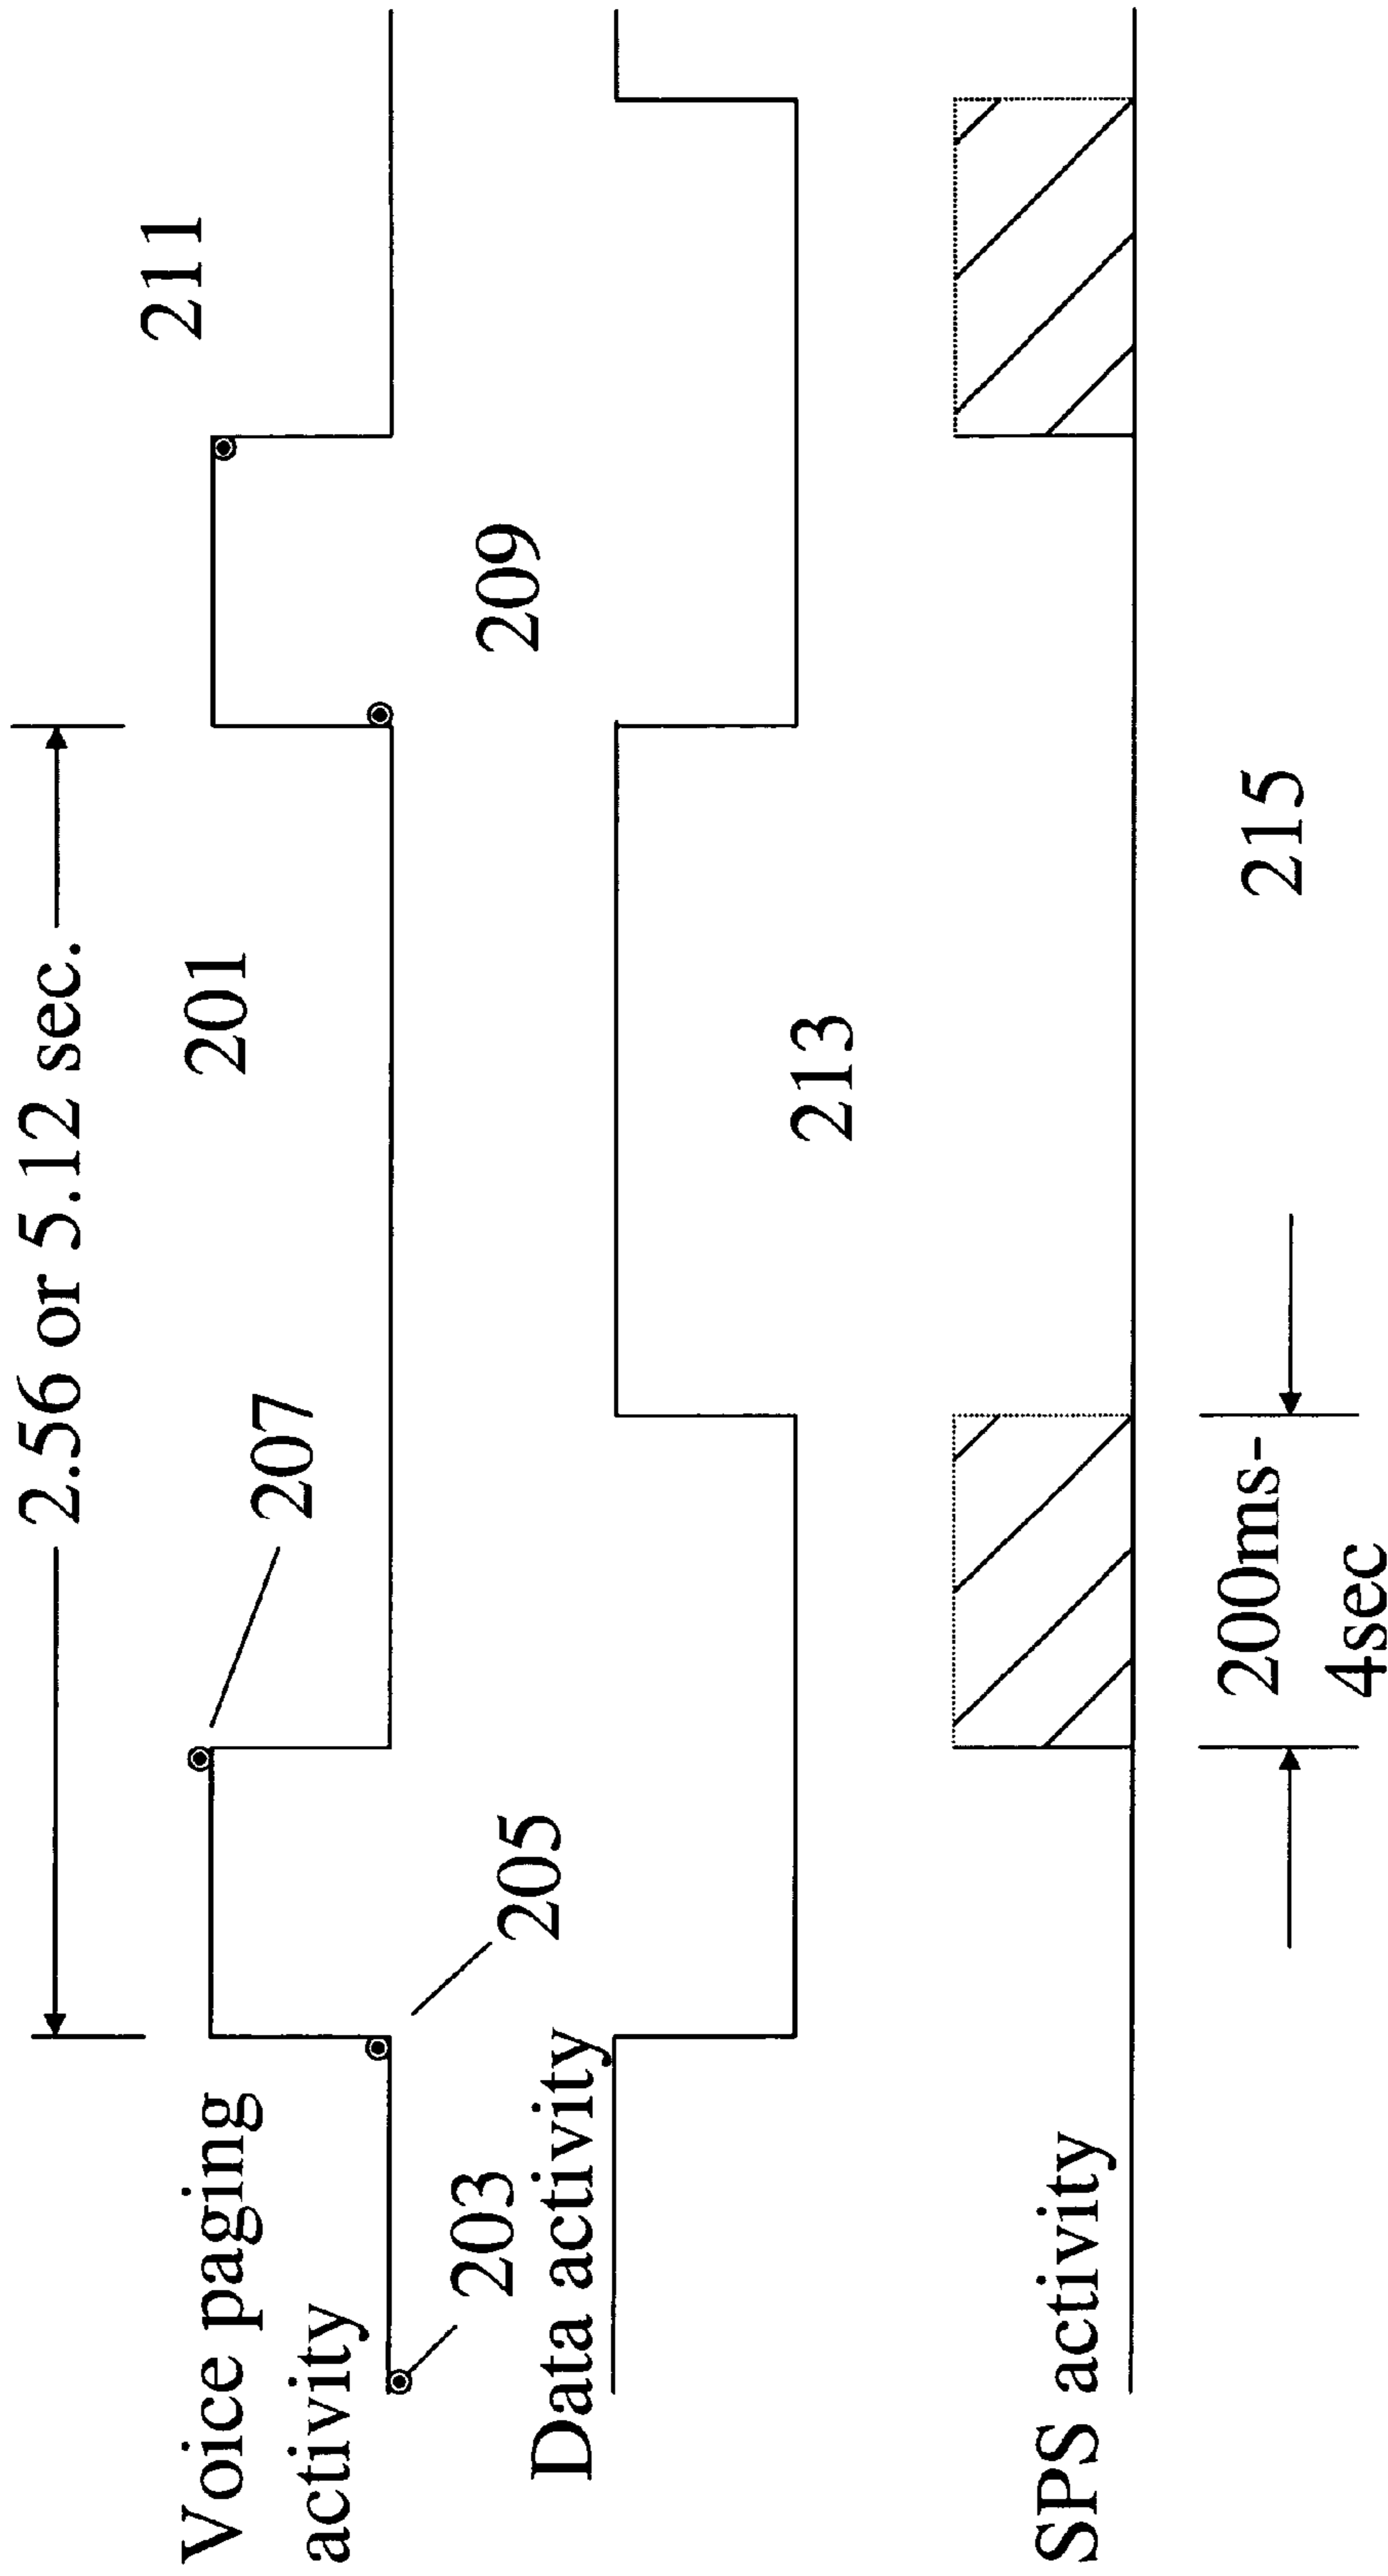 2.56 or 5.12 sec.
211
207
201
Voice paging
activity
209
203
205
Data activity
213
SPS activity
200ms-
4sec
215